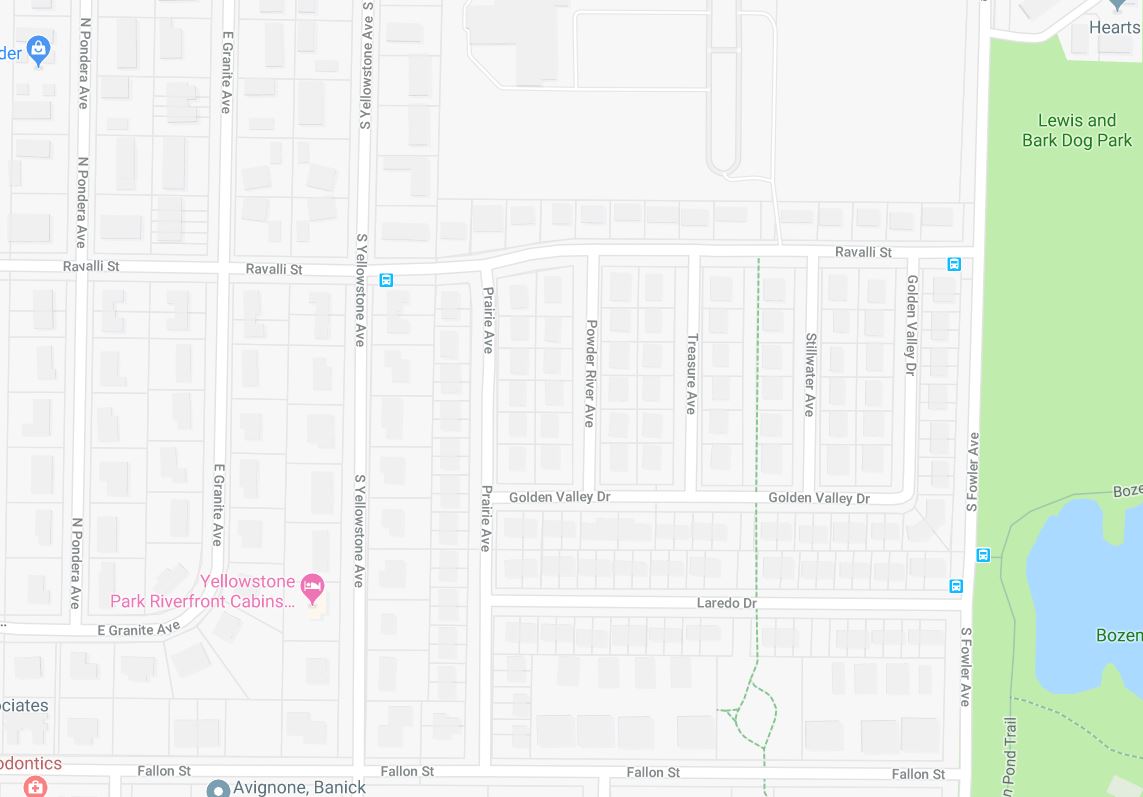 N Pondera Ave
E Granite Ave
S Yellowstone Ave
S Yellowstone Ave
Hearts
der
Lewis and
Bark Dog Park
N Pondera Ave
Ravalli St
Ravalli St
S Yellowstone Ave
Ravalli St
Prairie Ave
Powder River Ave
Treasure Ave
Stillwater Ave
Golden Valley Dr
S Fowler Ave
E Granite Ave
N Pondera Ave
S Yellowstone Ave
Prairie Ave
Golden Valley Dr
Golden Valley Dr
Boze
Yellowstone
Park Riverfront Cabins...
Laredo Dr
E Granite Ave
S Fowler Ave
Bozen
ociates
n Pond Trail
odontics
Fallon St
Fallon St
Fallon St
Fallon St
Avignone, Banick